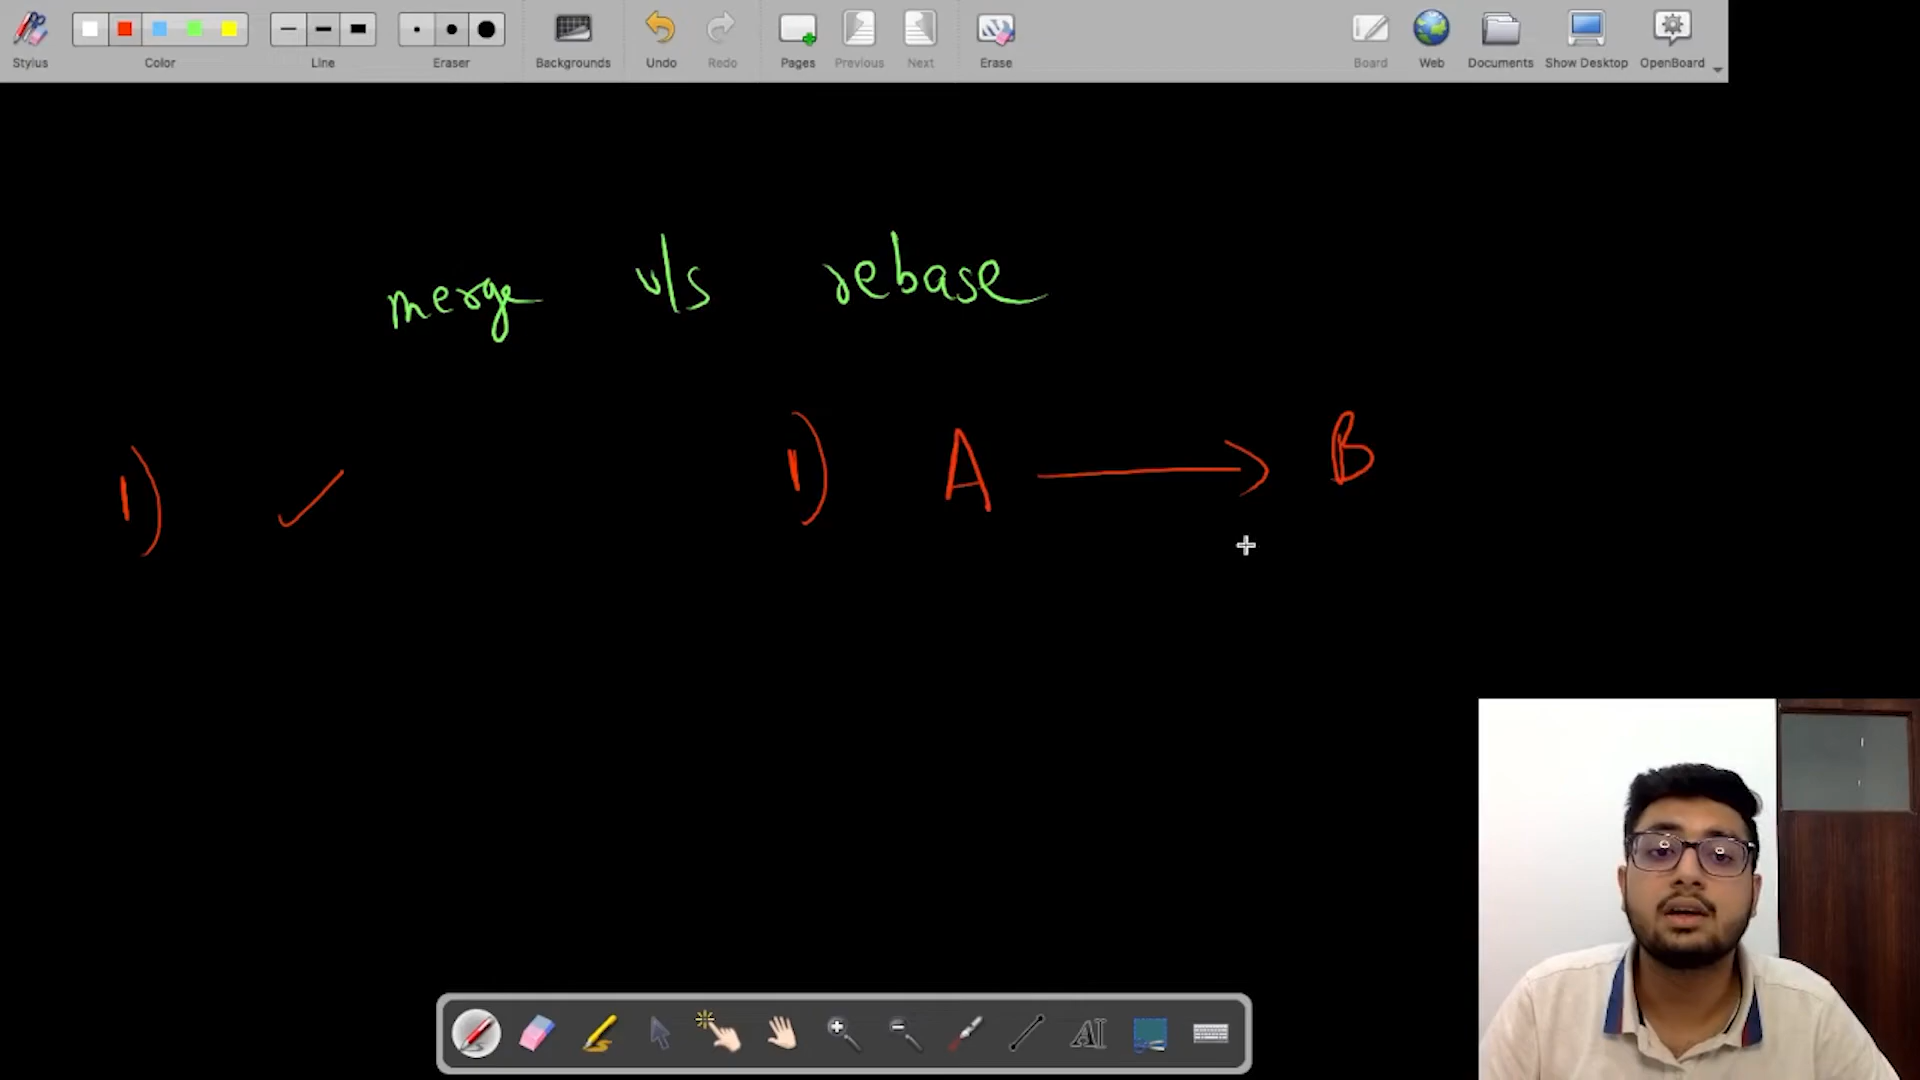 Stylus Color Line Eraser Backgrounds Undo Redo Pages Previous Next Erase Board Web Documents Show Desktop OpenBoard
merge v/s rebase
1) 1) A B
AI